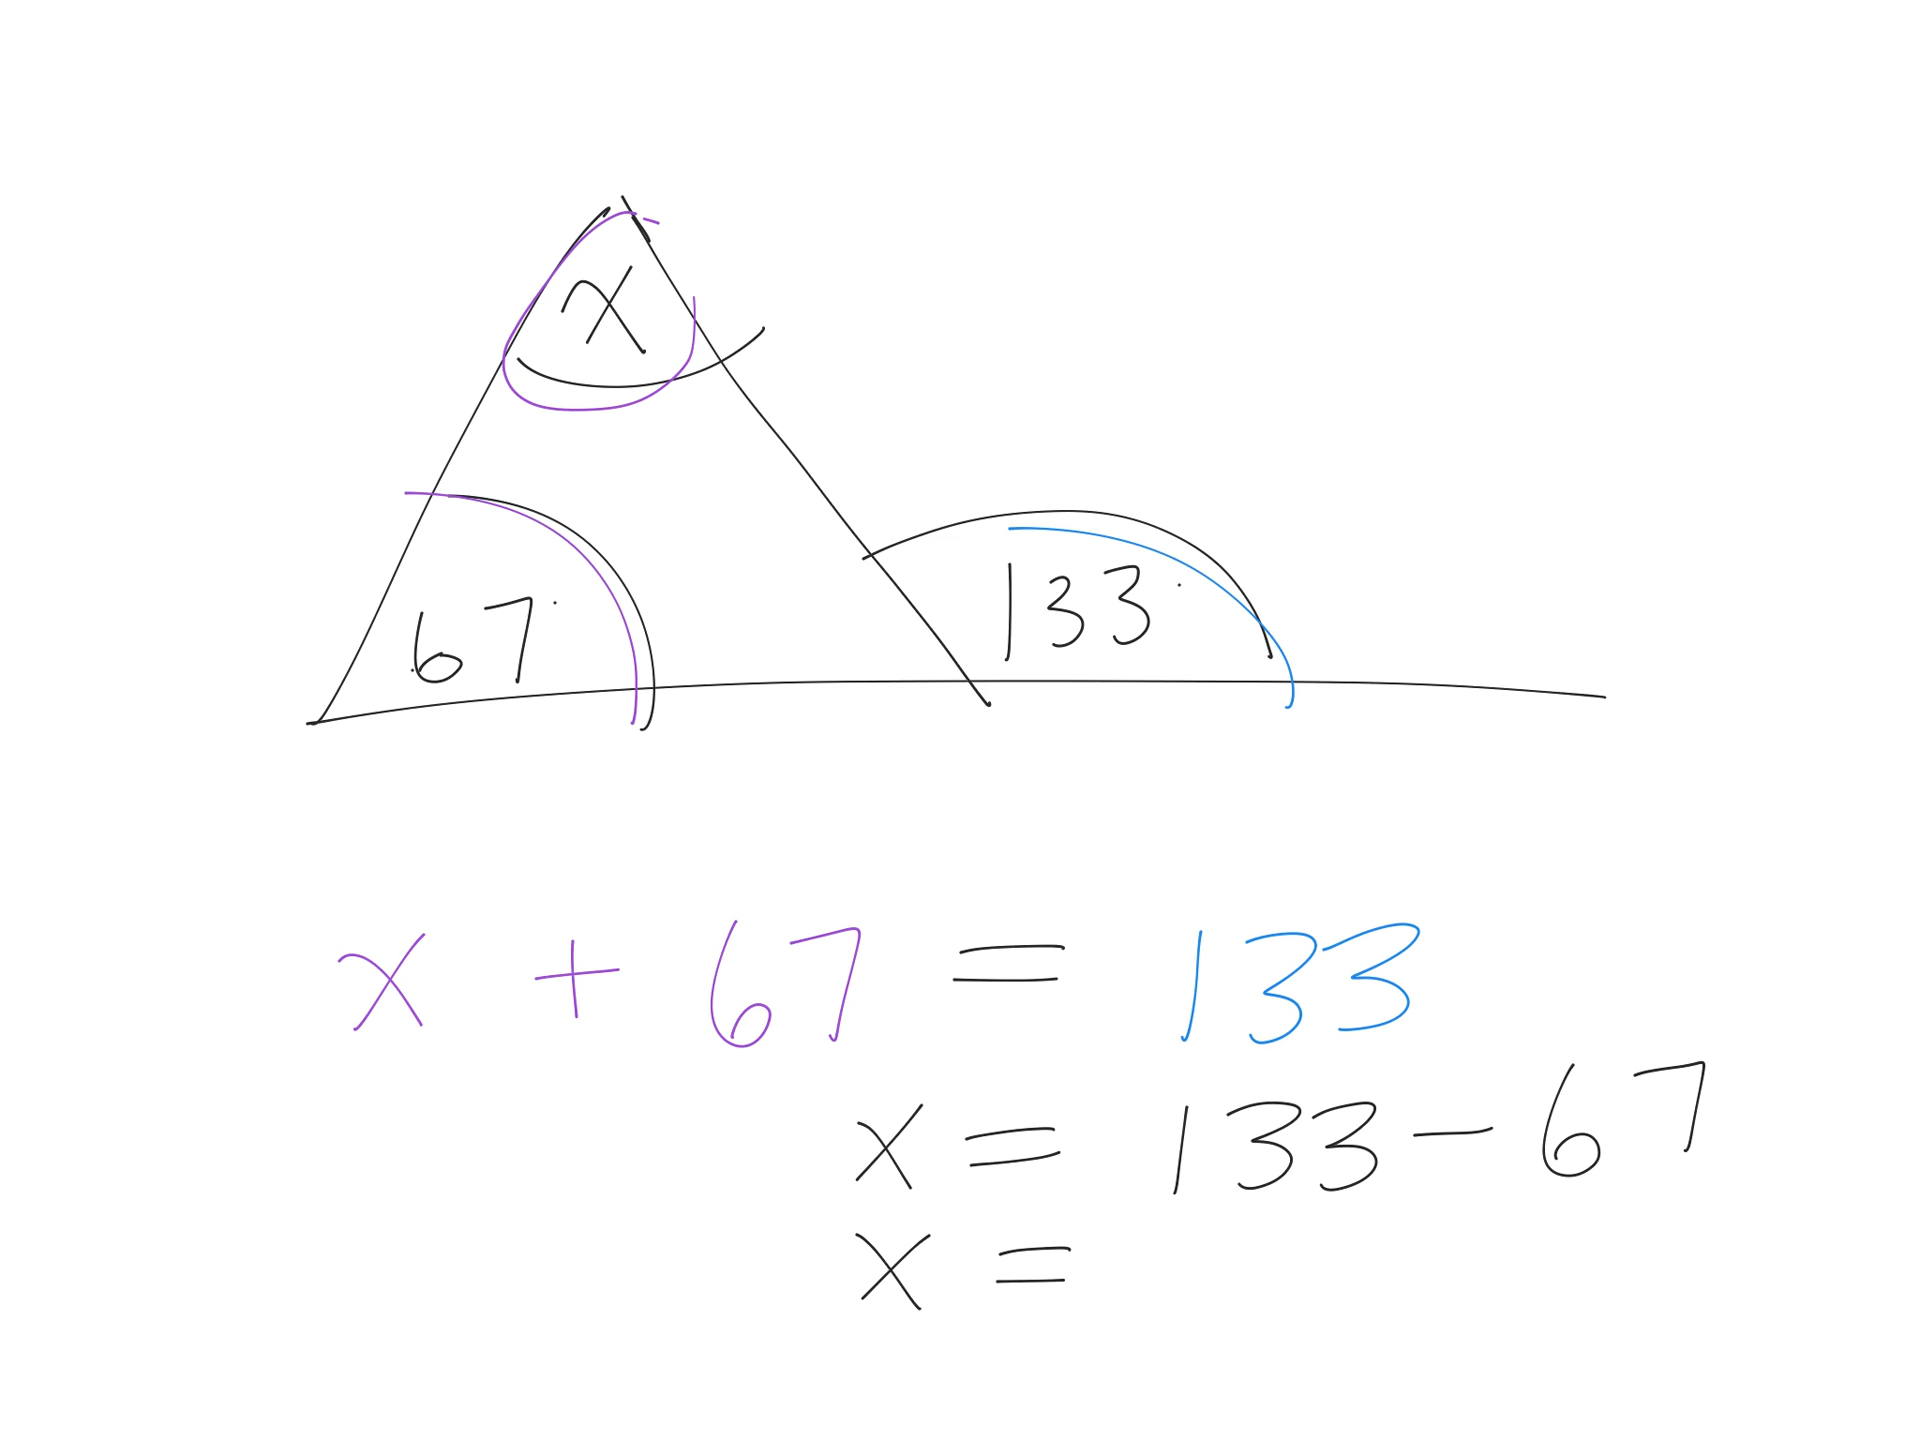 x
67
133
x + 67 = 133
x = 133 - 67
x =